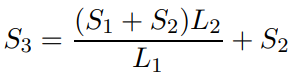 $S_3 = \frac{(S_1 + S_2)L_2}{L_1} + S_2$